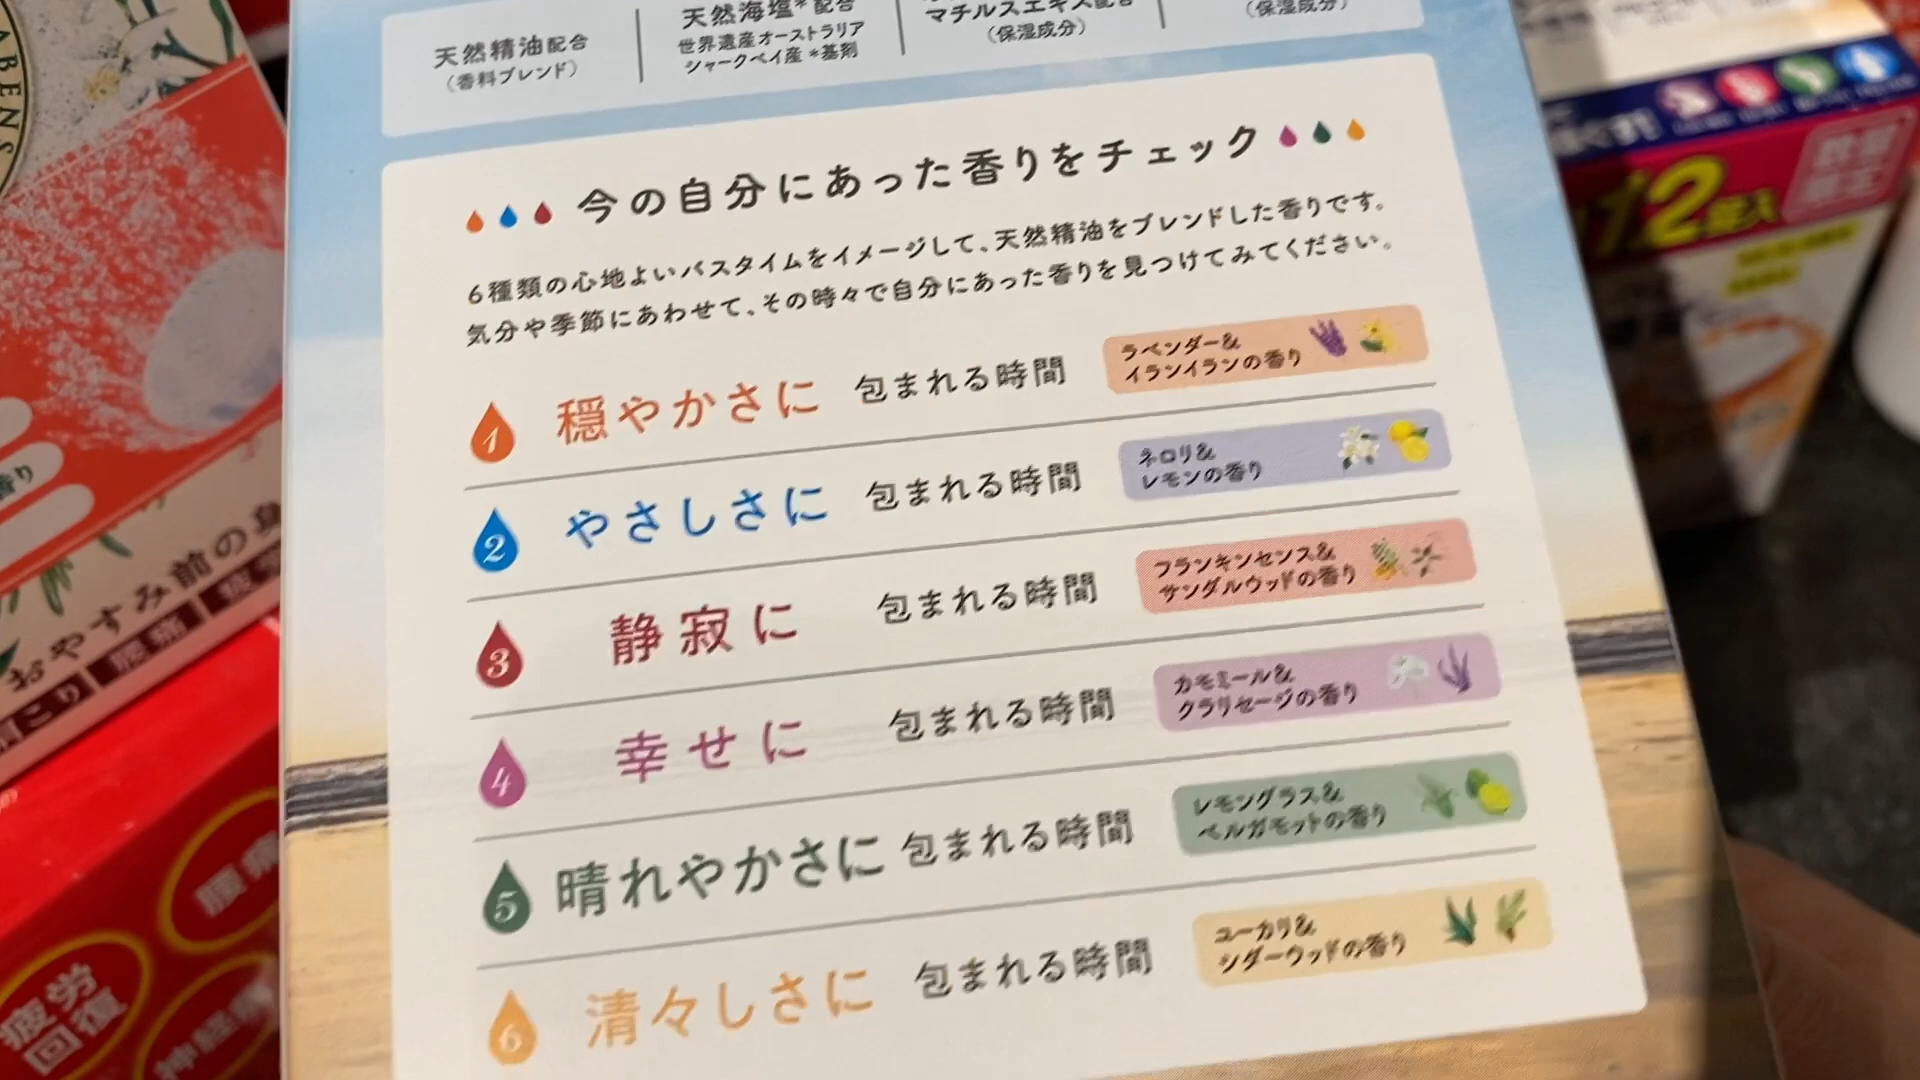 天然精油配合
（香料ブレンド）
天然海塩*配合
世界遺産オーストラリア
シャークベイ産 *基剤
マチルスエキス配合
（保湿成分）
（保湿成分）
今の自分にあった香りをチェック
6種類の心地よいバスタイムをイメージして、天然精油をブレンドした香りです。
気分や季節にあわせて、その時々で自分にあった香りを見つけてみてください。
1 穏やかさに 包まれる時間
ラベンダー&
イランイランの香り
2 やさしさに 包まれる時間
ネロリ&
レモンの香り
3 静寂に 包まれる時間
フランキンセンス&
サンダルウッドの香り
4 幸せに 包まれる時間
カモミール&
クラリセージの香り
5 晴れやかさに 包まれる時間
レモングラス&
ベルガモットの香り
6 清々しさに 包まれる時間
ユーカリ&
シダーウッドの香り
香り
おやすみ前の
肩こり 腰痛
疲労
回復